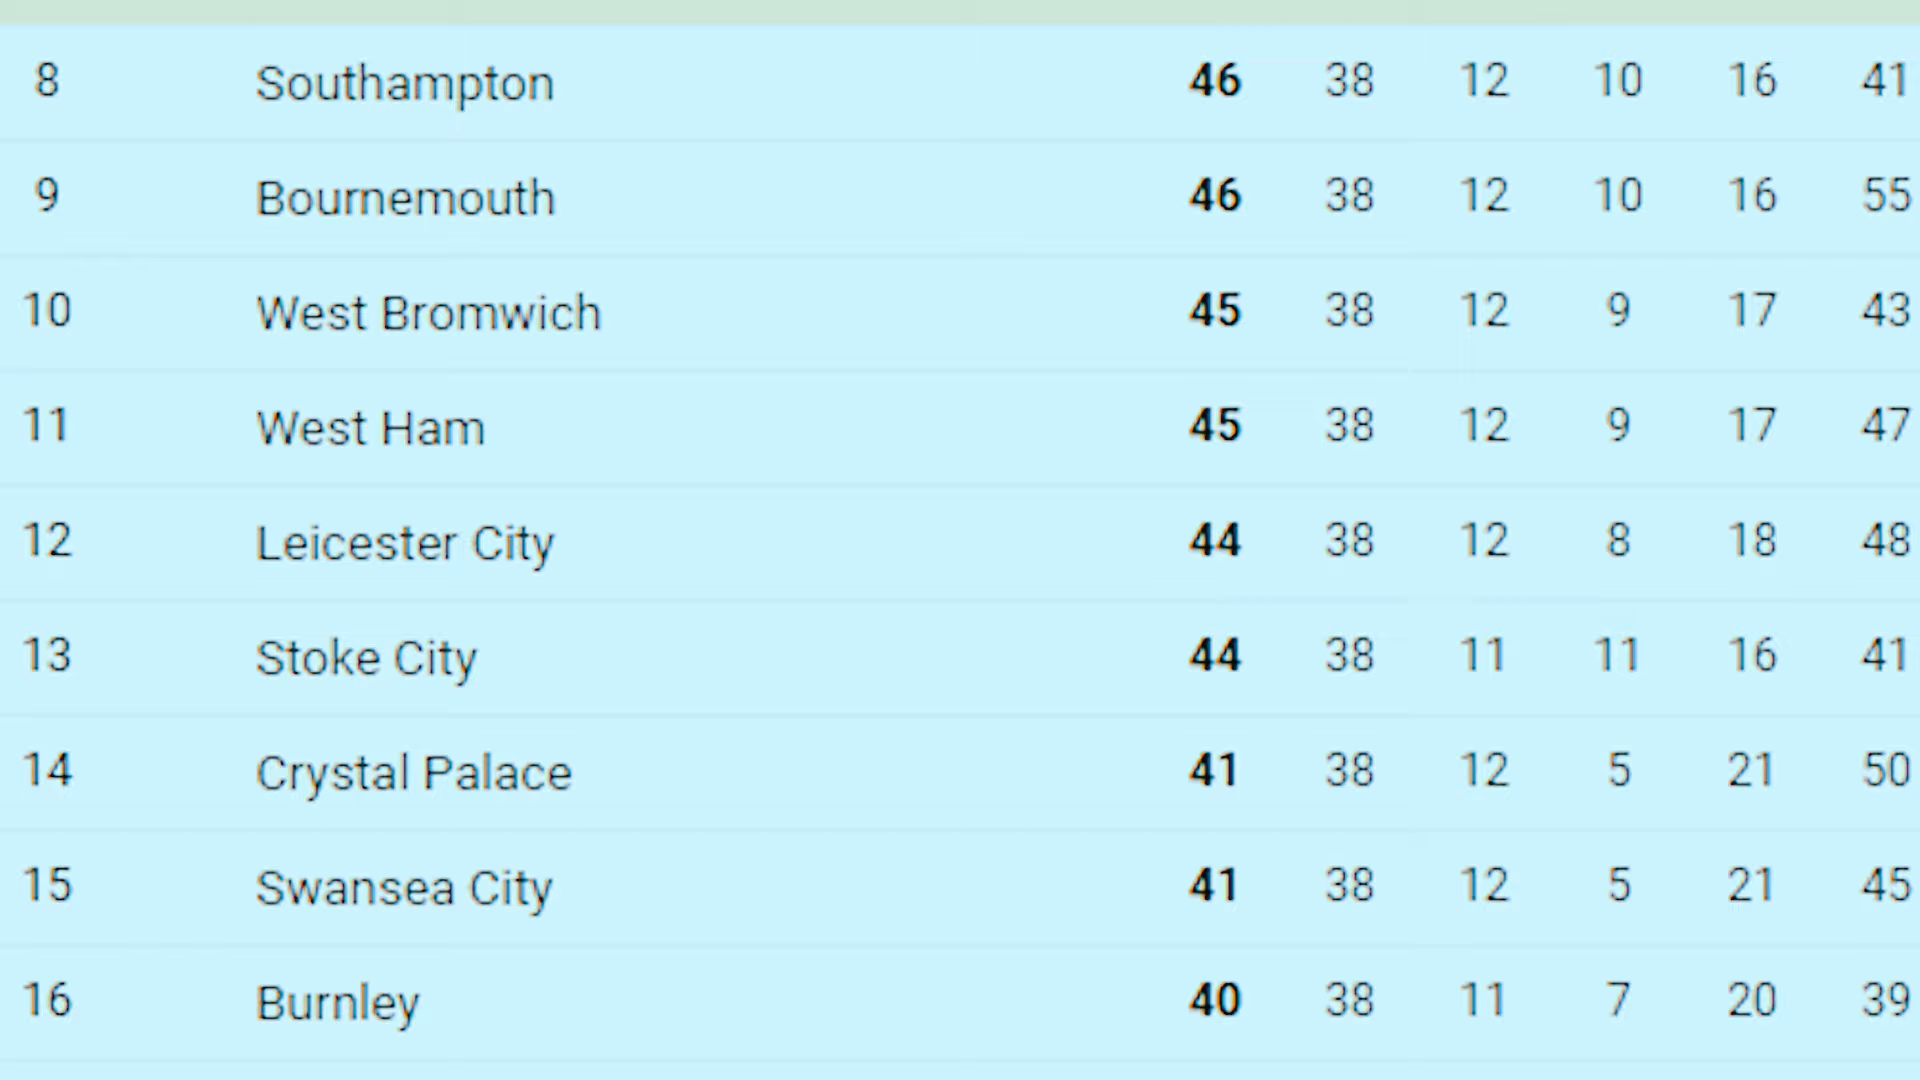 8 Southampton 46 38 12 10 16 41
9 Bournemouth 46 38 12 10 16 55
10 West Bromwich 45 38 12 9 17 43
11 West Ham 45 38 12 9 17 47
12 Leicester City 44 38 12 8 18 48
13 Stoke City 44 38 11 11 16 41
14 Crystal Palace 41 38 12 5 21 50
15 Swansea City 41 38 12 5 21 45
16 Burnley 40 38 11 7 20 39